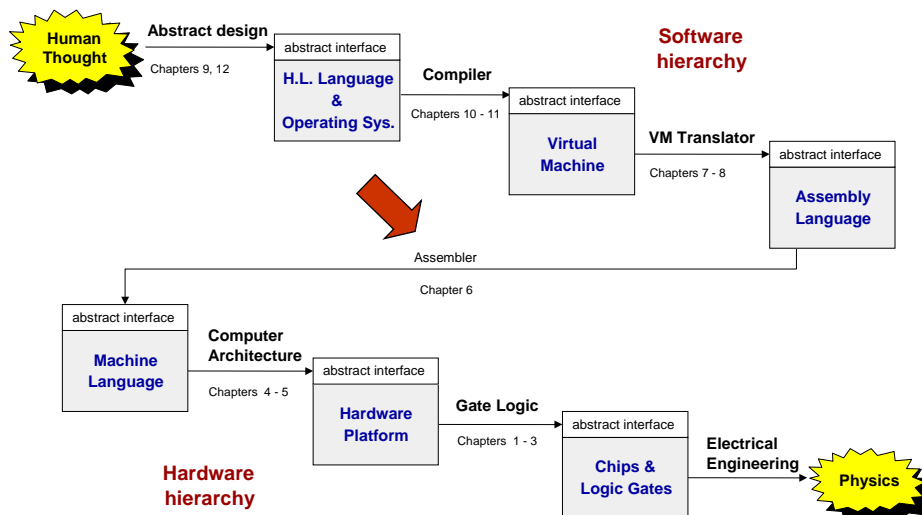 Human
Thought
Abstract design
Chapters 9, 12
abstract interface
H.L. Language
&
Operating Sys.
Compiler
Chapters 10 - 11
Software
hierarchy
abstract interface
Virtual
Machine
VM Translator
Chapters 7 - 8
abstract interface
Assembly
Language
Assembler
Chapter 6
abstract interface
Machine
Language
Computer
Architecture
Chapters 4 - 5
abstract interface
Hardware
Platform
Gate Logic
Chapters 1 - 3
abstract interface
Chips &
Logic Gates
Electrical
Engineering
Physics
Hardware
hierarchy